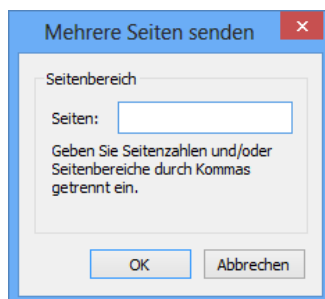 Mehrere Seiten senden
Seitenbereich
Seiten:
Geben Sie Seitenzahlen und/oder
Seitenbereiche durch Kommas
getrennt ein.
OK
Abbrechen